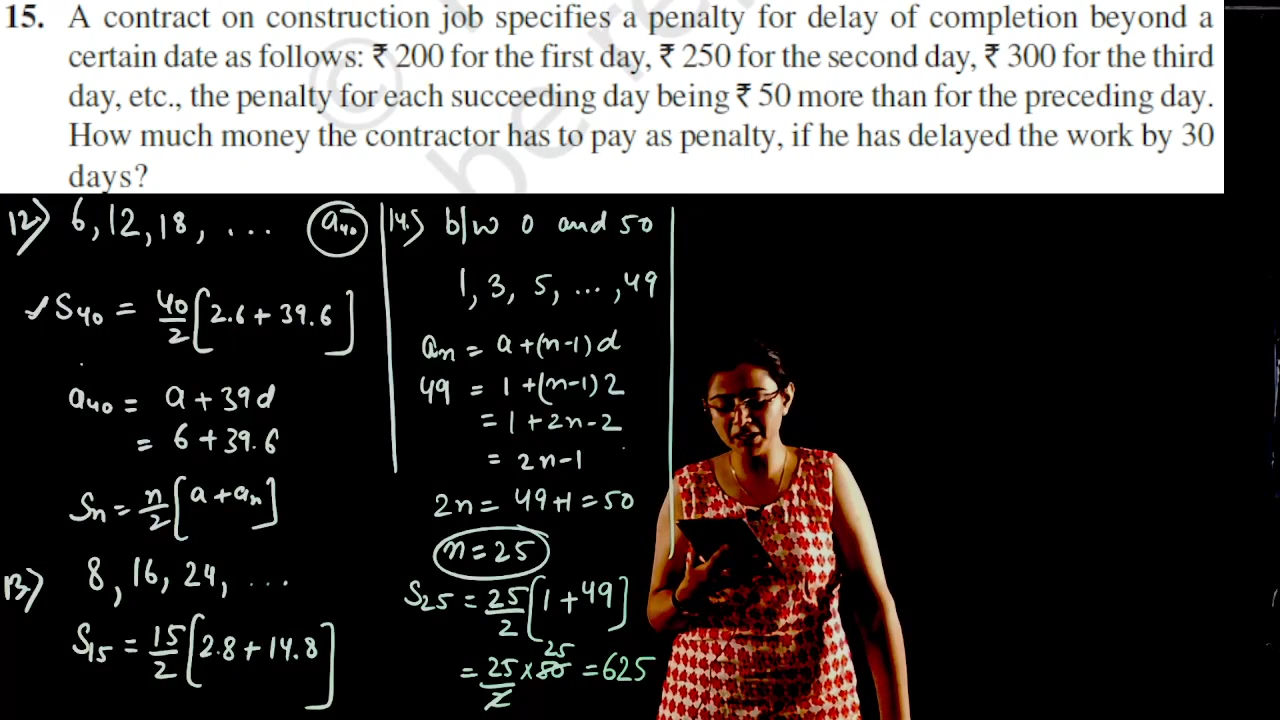 15. A contract on construction job specifies a penalty for delay of completion beyond a
certain date as follows: ₹ 200 for the first day, ₹ 250 for the second day, ₹ 300 for the third
day, etc., the penalty for each succeeding day being ₹ 50 more than for the preceding day.
How much money the contractor has to pay as penalty, if he has delayed the work by 30
days?
12.) 6, 12, 18, ... a40
S40 = 40/2 [2.6 + 39.6]
a40 = a + 39d
= 6 + 39.6
Sn = n/2 [a + an]
13.) 8, 16, 24, ...
S15 = 15/2 [2.8 + 14.8]
14.) b/w 0 and 50
1, 3, 5, ..., 49
an = a + (n-1) d
49 = 1 + (n-1) 2
= 1 + 2n - 2
= 2n - 1
2n = 49 + 1 = 50
n = 25
S25 = 25/2 [1 + 49]
= 25/2 x 50 25 = 625